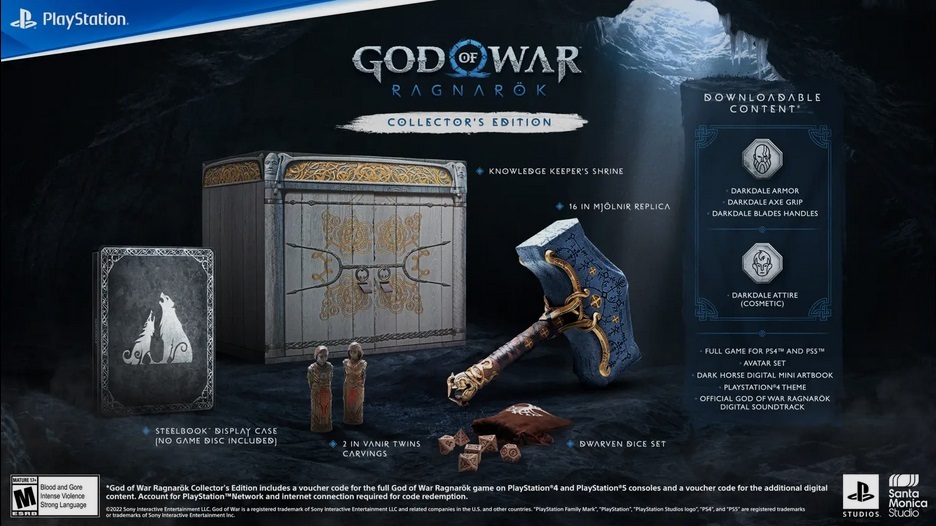 PlayStation®
GOD OF WAR
RAGNARÖK
COLLECTOR'S EDITION
KNOWLEDGE KEEPER'S SHRINE
16 IN MJÖLNIR REPLICA
STEELBOOK® DISPLAY CASE
[NO GAME DISC INCLUDED]
2 IN VANIR TWINS
CARVINGS
DWARVEN DICE SET
DOWNLOADABLE
CONTENT*
· DARKDALE ARMOR
· DARKDALE AXE GRIP
· DARKDALE BLADES HANDLES
· DARKDALE ATTIRE
(COSMETIC)
· FULL GAME FOR PS4™ AND PS5™
· AVATAR SET
· DARK HORSE DIGITAL MINI ARTBOOK
· PLAYSTATION®4 THEME
· OFFICIAL GOD OF WAR RAGNARÖK
DIGITAL SOUNDTRACK
MATURE 17+
M
ESRB
Blood and Gore
Intense Violence
Strong Language
*God of War Ragnarök Collector's Edition includes a voucher code for the full God of War Ragnarök game on PlayStation®4 and PlayStation®5 consoles and a voucher code for the additional digital
content. Account for PlayStation™Network and internet connection required for code redemption.
©2022 Sony Interactive Entertainment LLC. God of War is a registered trademark of Sony Interactive Entertainment LLC and related companies in the U.S. and other countries. "PlayStation Family Mark", "PlayStation", "PlayStation Studios logo", "PS4", and "PS5" are registered trademarks
or trademarks of Sony Interactive Entertainment Inc.
PlayStation
STUDIOS
Santa
Monica
Studio